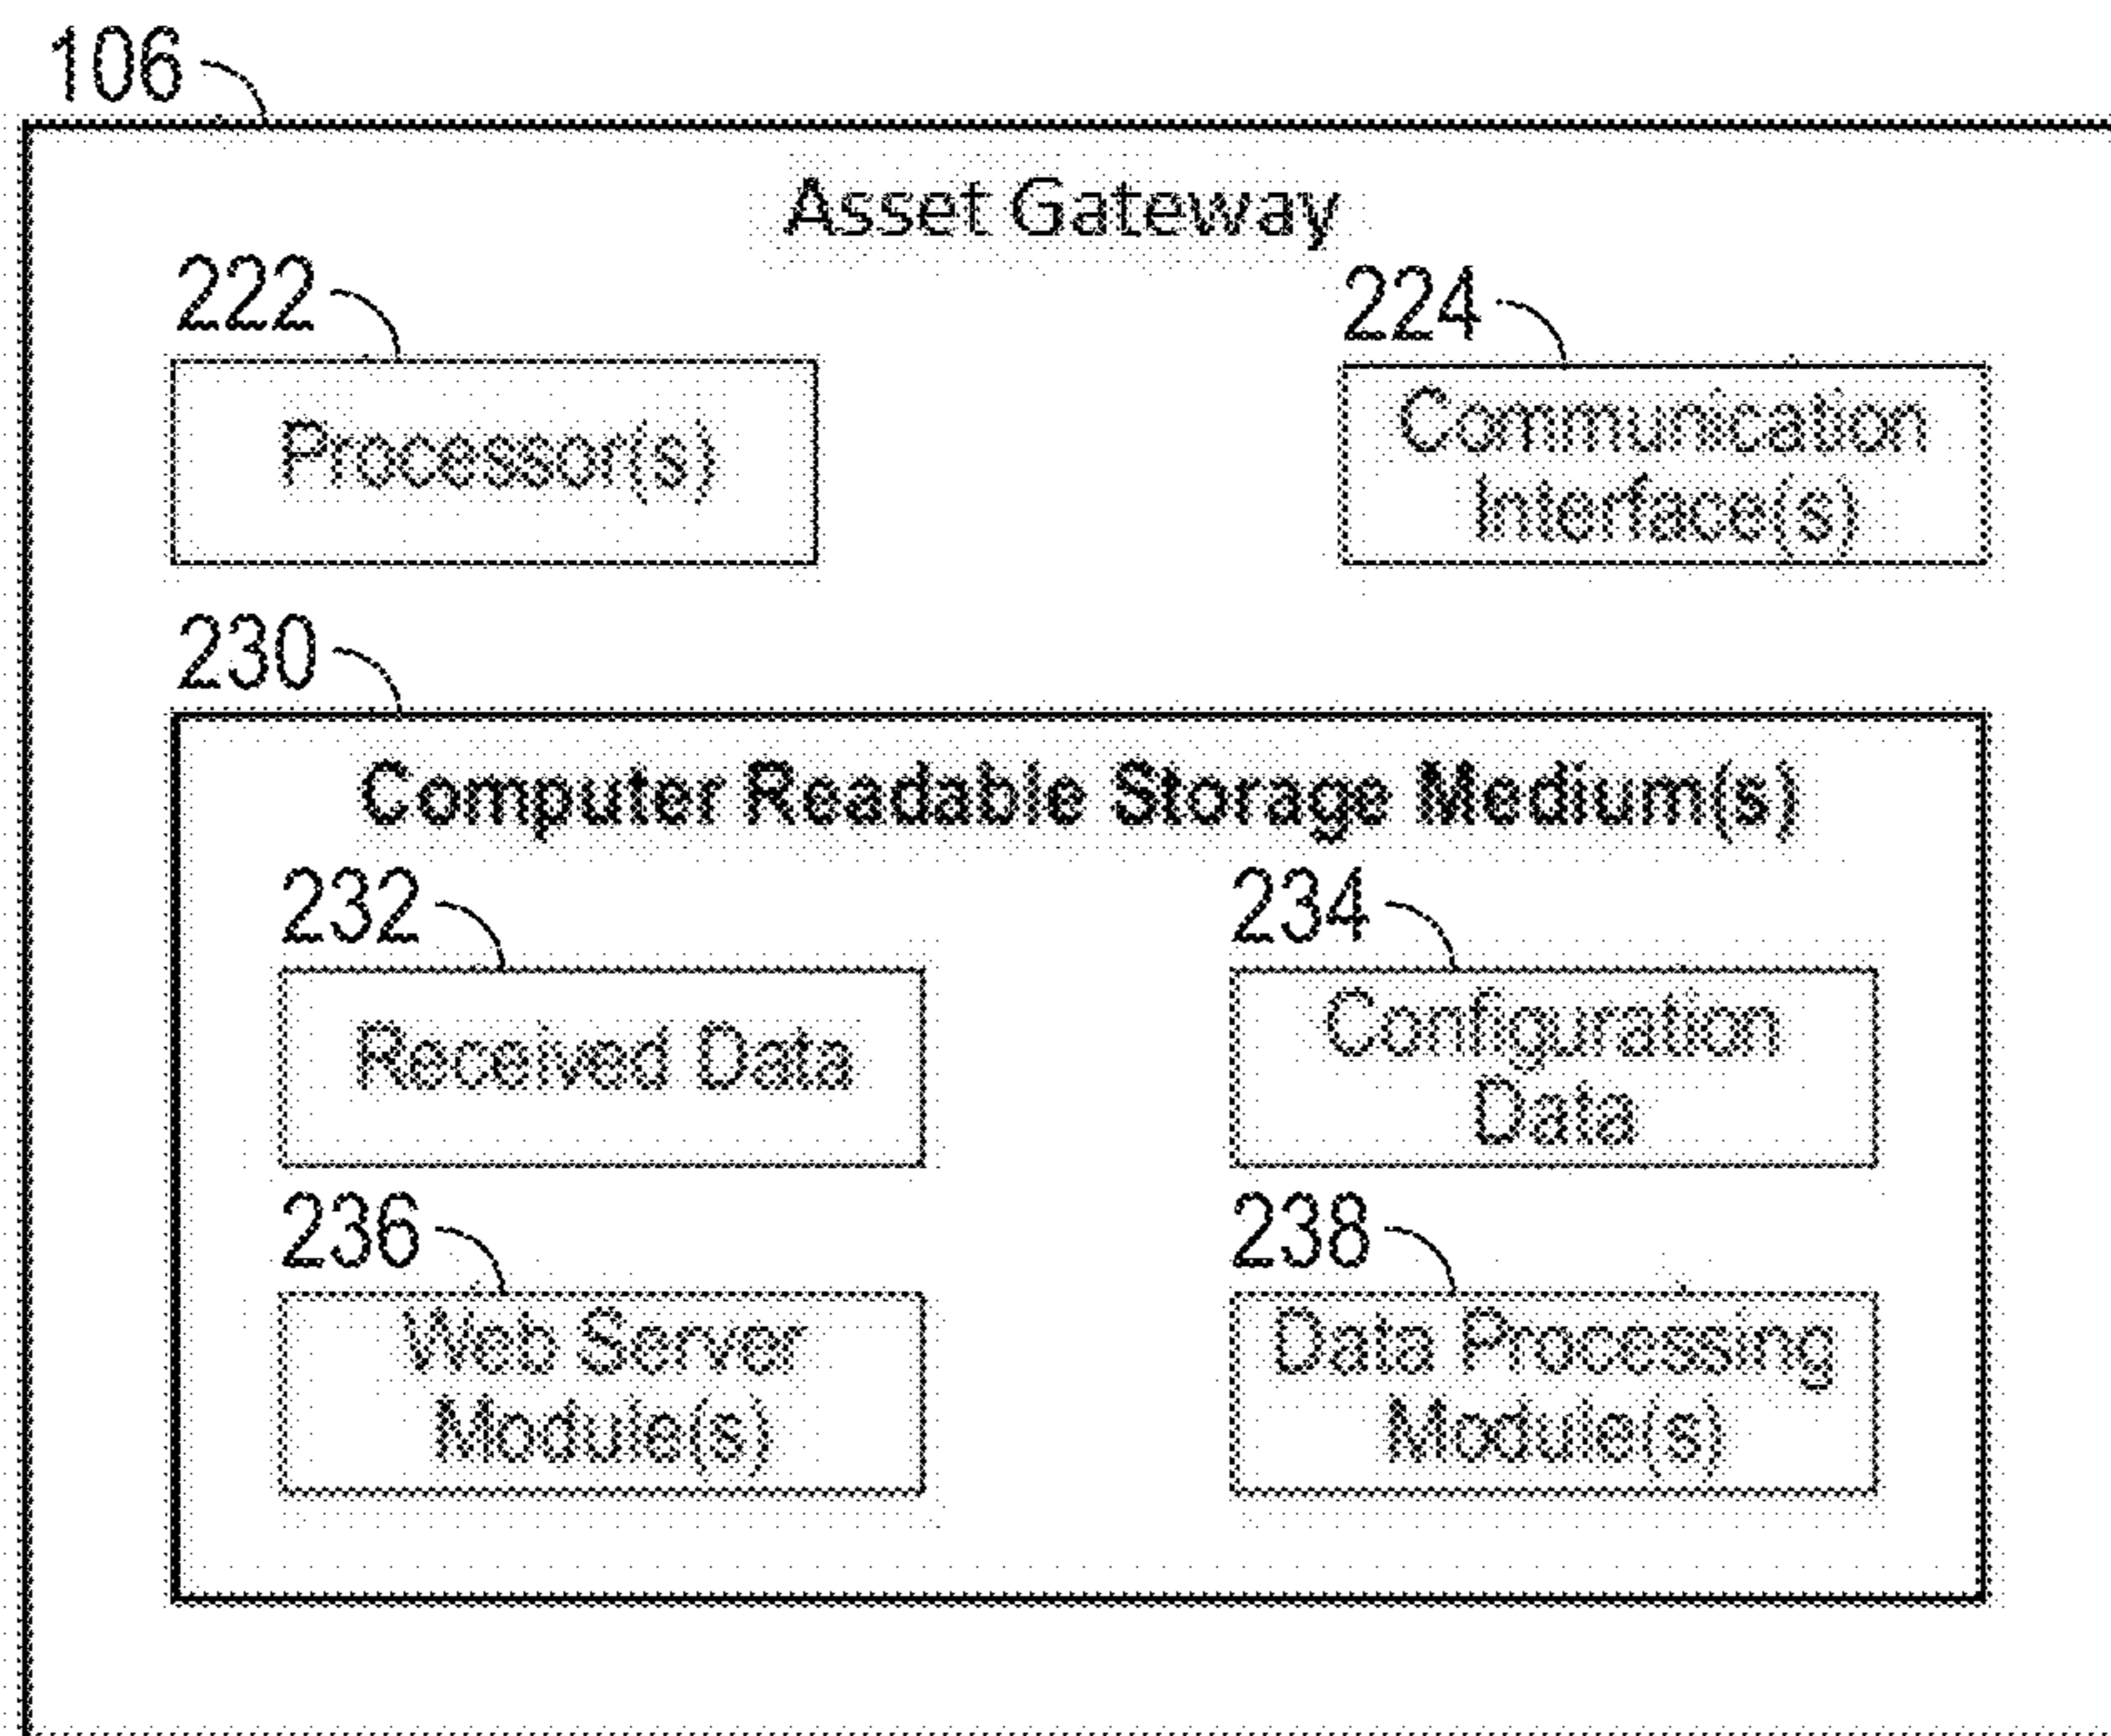 106
Asset Gateway
222
224
Processor(s)
Communication
Interface(s)
230
Computer Readable Storage Medium(s)
232
234
Received Data
Configuration
Data
236
238
Web Server
Module(s)
Data Processing
Module(s)